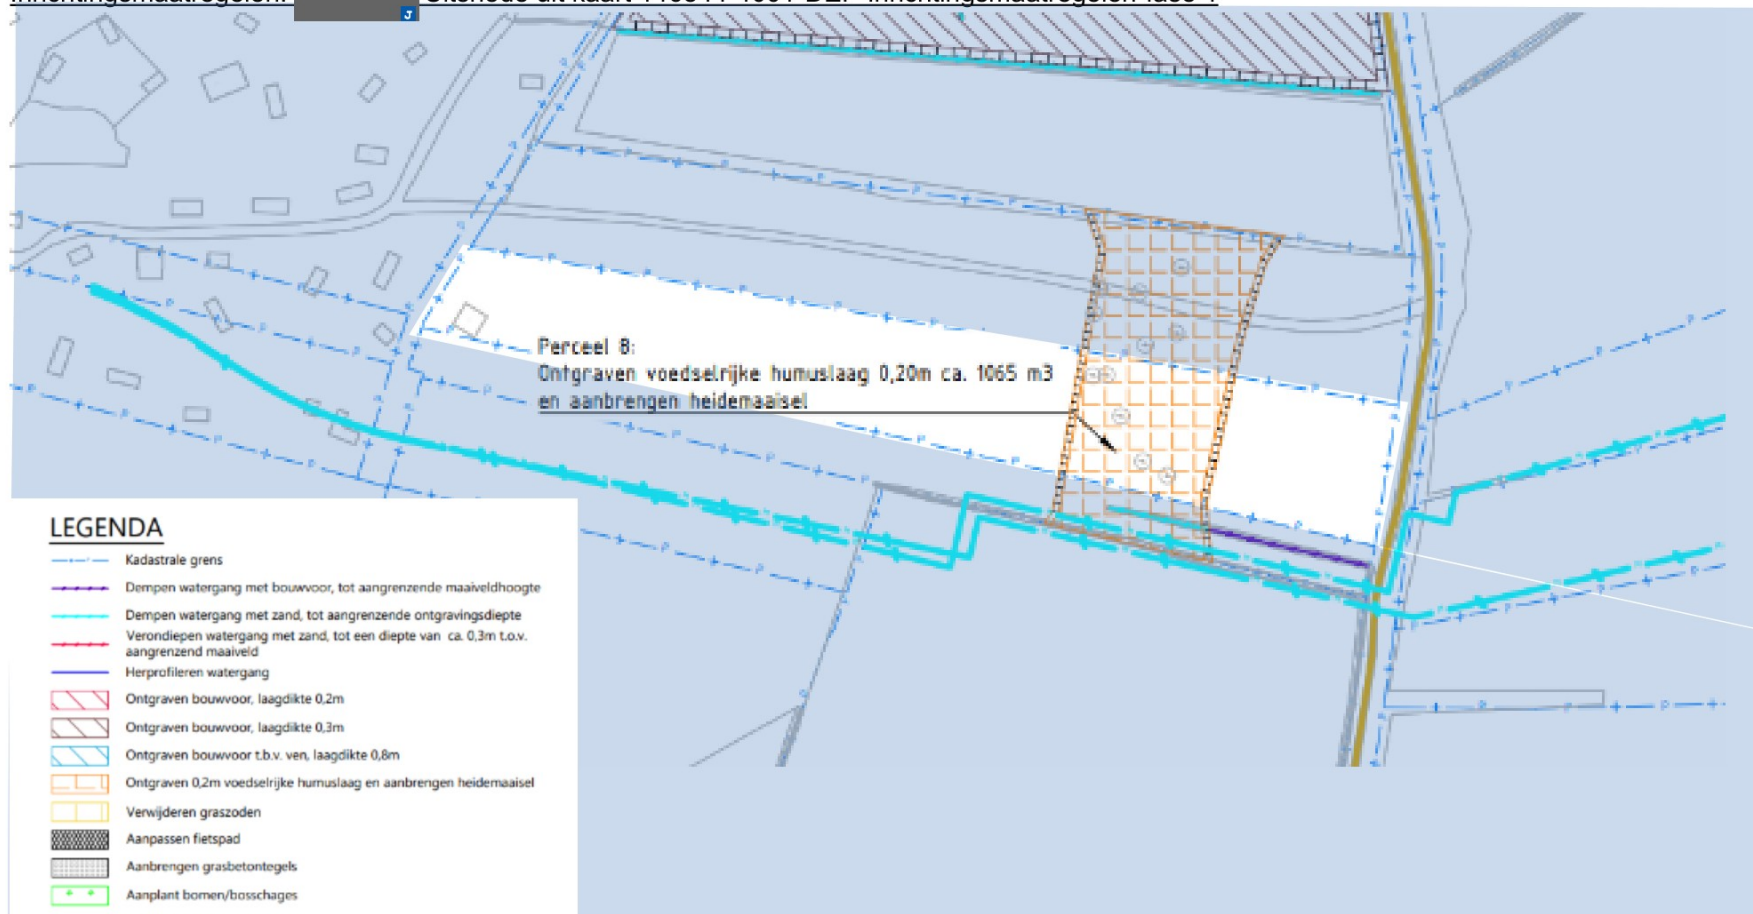 Inrichtingsmaatregelen:
J
Perceel 8:
Ontgraven voedselrijke humuslaag 0,20m ca. 1065 m3
en aanbrengen heidemaaisel
LEGENDA
Kadastrale grens
Dempen watergang met bouwvoor, tot aangrenzende maaiveldhoogte
Dempen watergang met zand, tot aangrenzende ontgravingsdiepte
Verondiepen watergang met zand, tot een diepte van ca. 0,3m t.o.v.
aangrenzend maaiveld
Herprofileren watergang
Ontgraven bouwvoor, laagdikte 0,2m
Ontgraven bouwvoor, laagdikte 0,3m
Ontgraven bouwvoor t.b.v. ven, laagdikte 0,8m
Ontgraven 0,2m voedselrijke humuslaag en aanbrengen heidemaaisel
Verwijderen graszoden
Aanpassen fietspad
Aanbrengen grasbetontegels
Aanplant bomen/bosschages